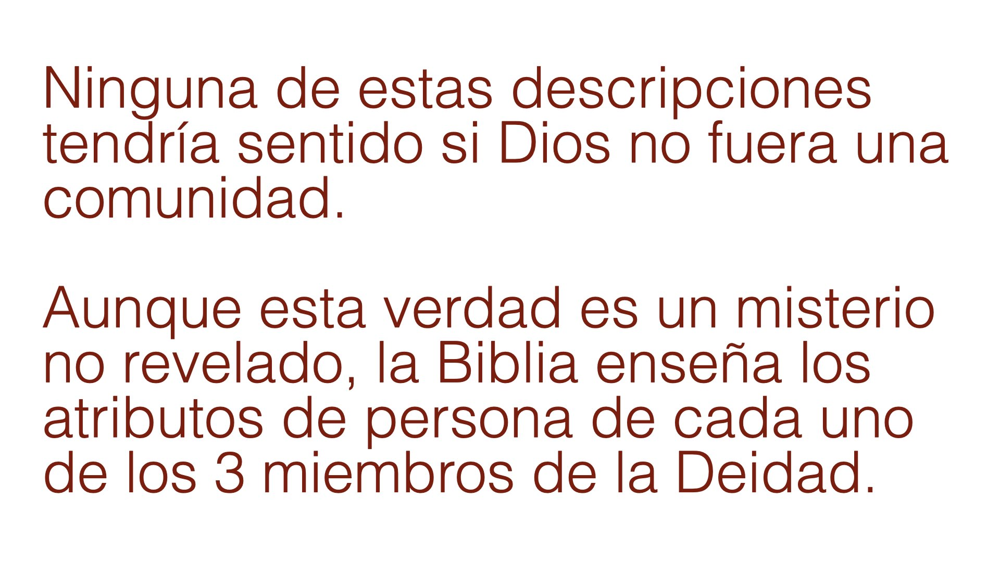 Ninguna de estas descripciones
tendría sentido si Dios no fuera una
comunidad.
Aunque esta verdad es un misterio
no revelado, la Biblia enseña los
atributos de persona de cada uno
de los 3 miembros de la Deidad.